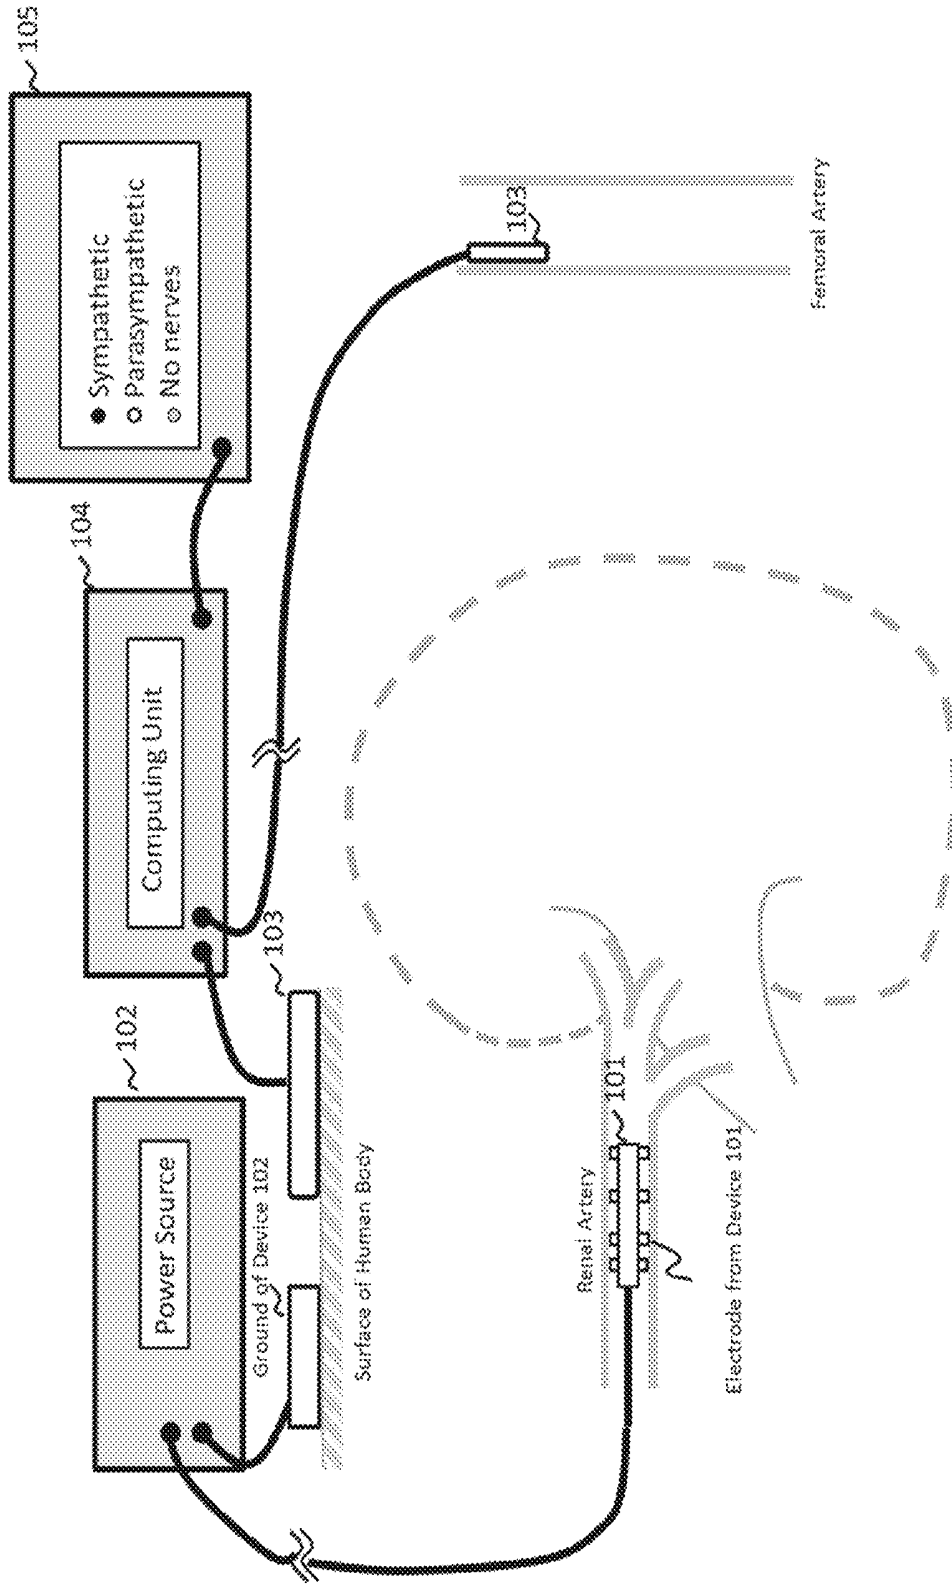 102
Power Source
Ground of Device 102
104
Computing Unit
105
Sympathetic
Parasympathetic
No nerves
103
Surface of Human Body
103
Renal Artery
101
Electrode from Device 101
Femoral Artery